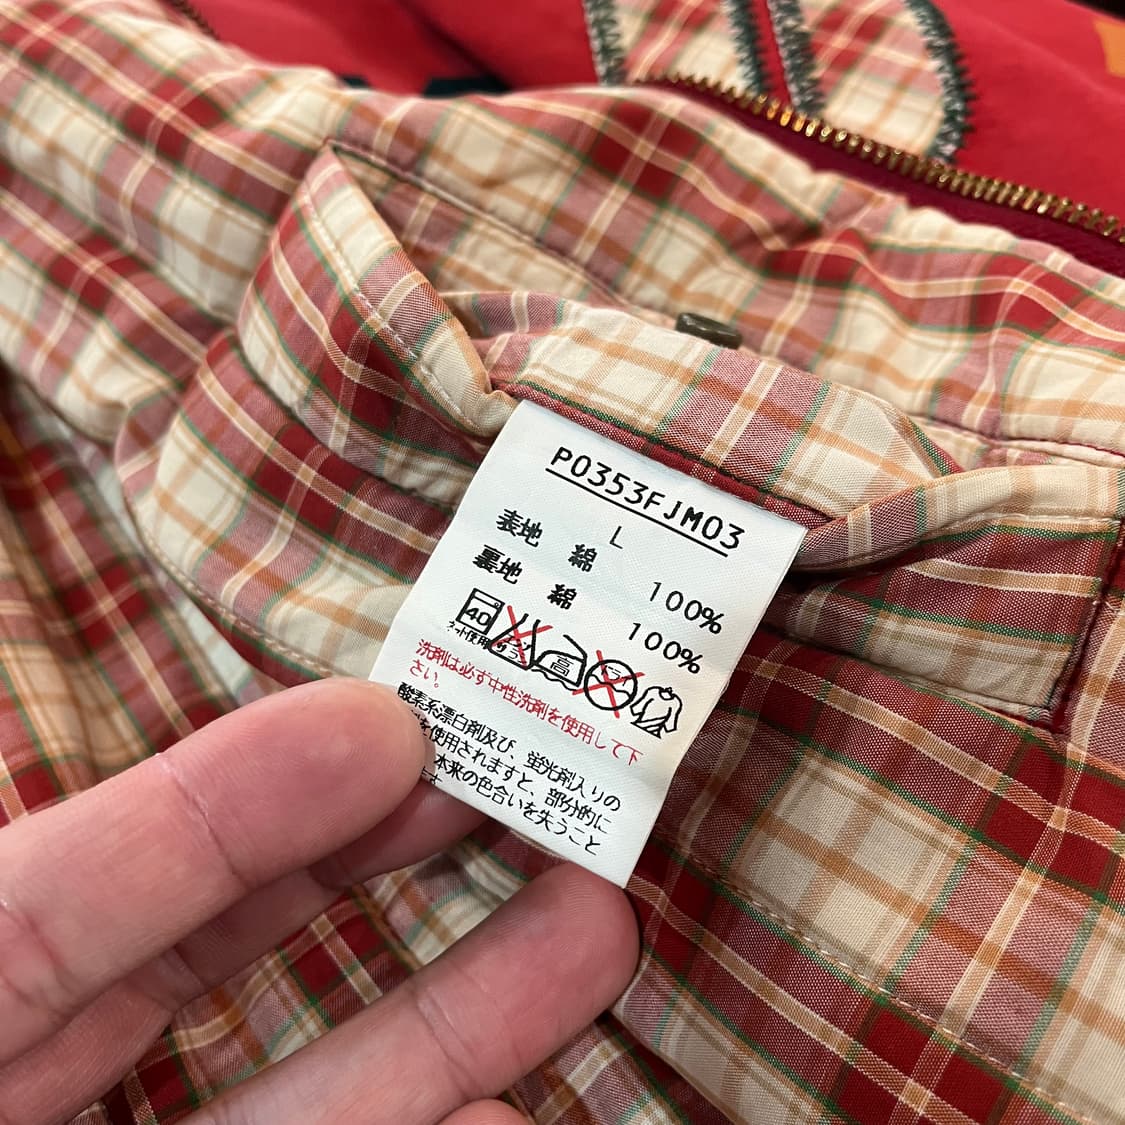 P0353FJM03
L
表地 綿 100%
裏地 綿 100%
40 高
ネット使用
洗剤は必ず中性洗剤を使用して下
さい。
酸素系漂白剤及び、蛍光剤入りの
を使用されますと、部分的に
本来の色合いを失うこと
ます